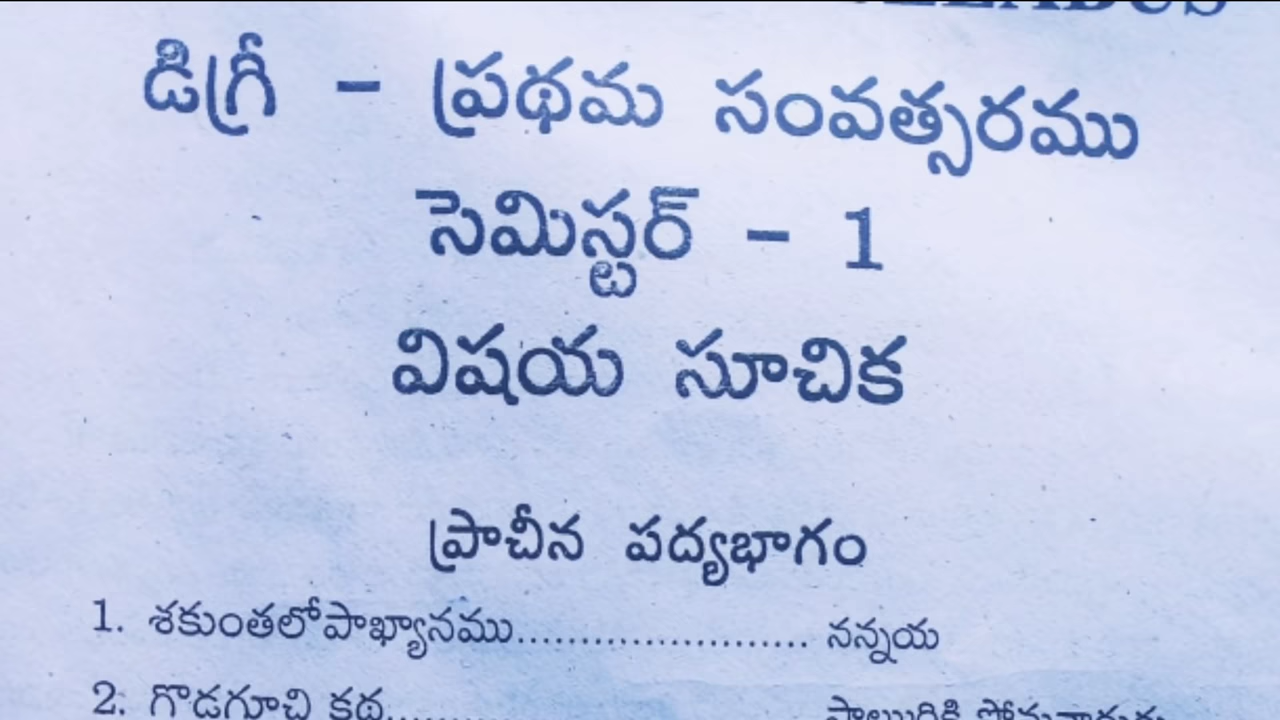 డిగ్రీ - ప్రథమ సంవత్సరము
సెమిస్టర్ - 1
విషయ సూచిక
ప్రాచీన పద్యభాగం
1. శకుంతలోపాఖ్యానము....................... నన్నయ
2. గొడగూచి కథ..........